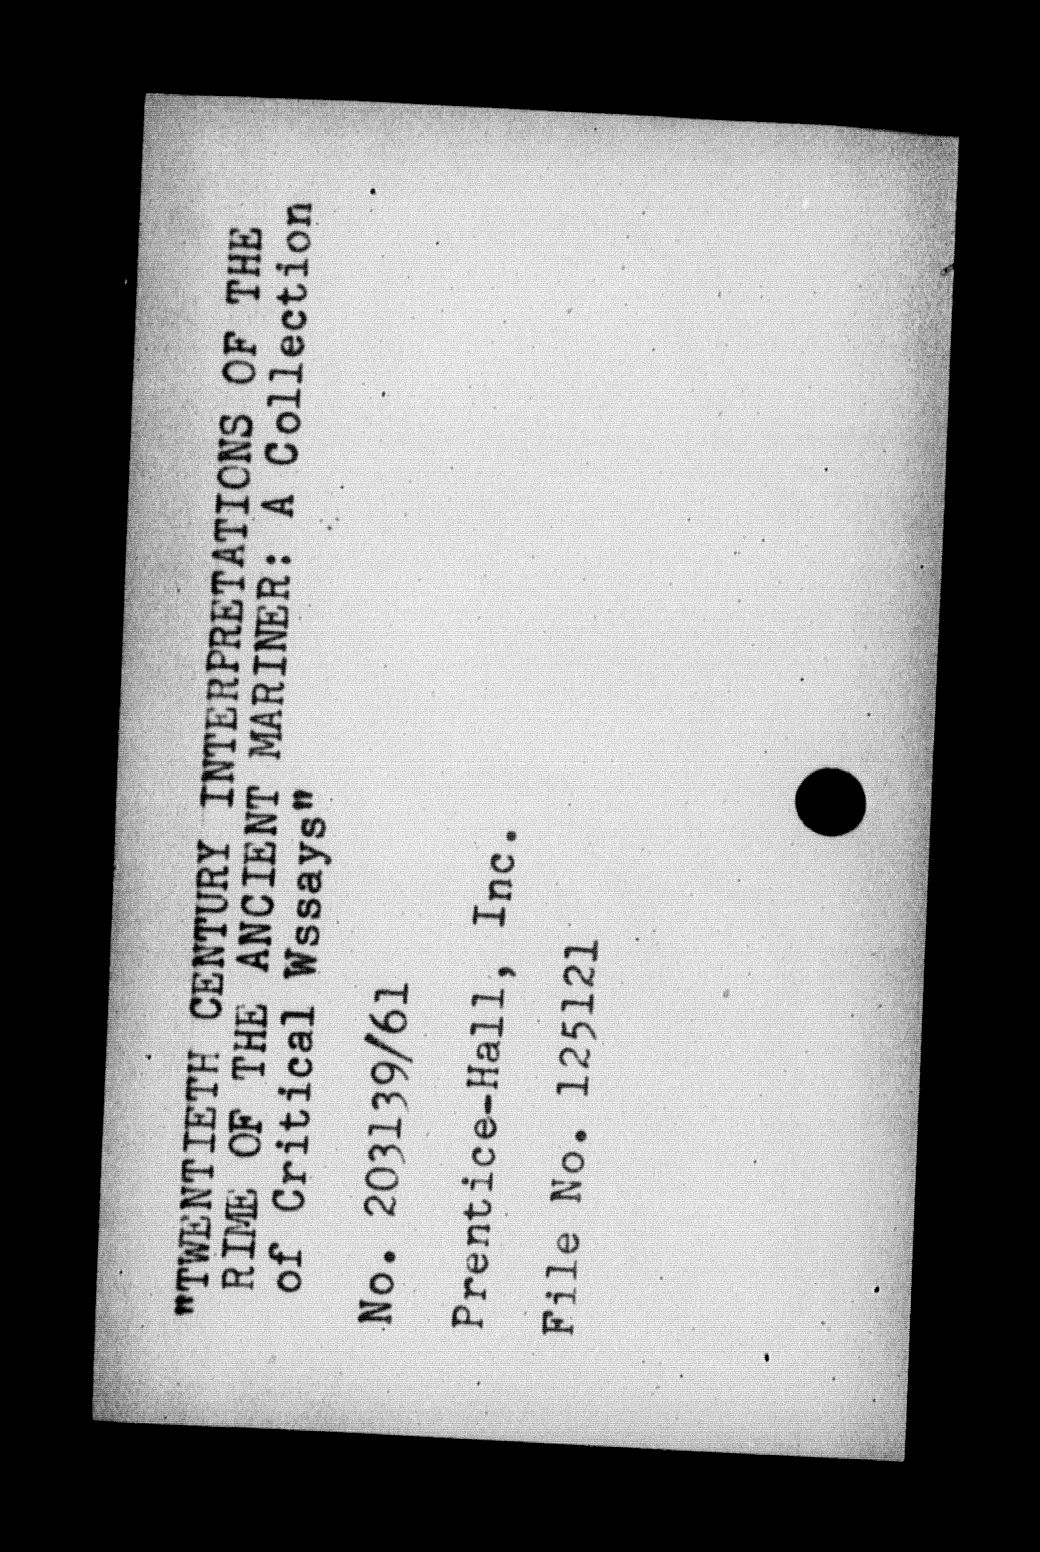 "TWENTIETH CENTURY INTERPRETATIONS OF THE
RIME OF THE ANCIENT MARINER: A Collection
of Critical Wssays"
No. 203139/61
Prentice-Hall, Inc.
File No. 125121